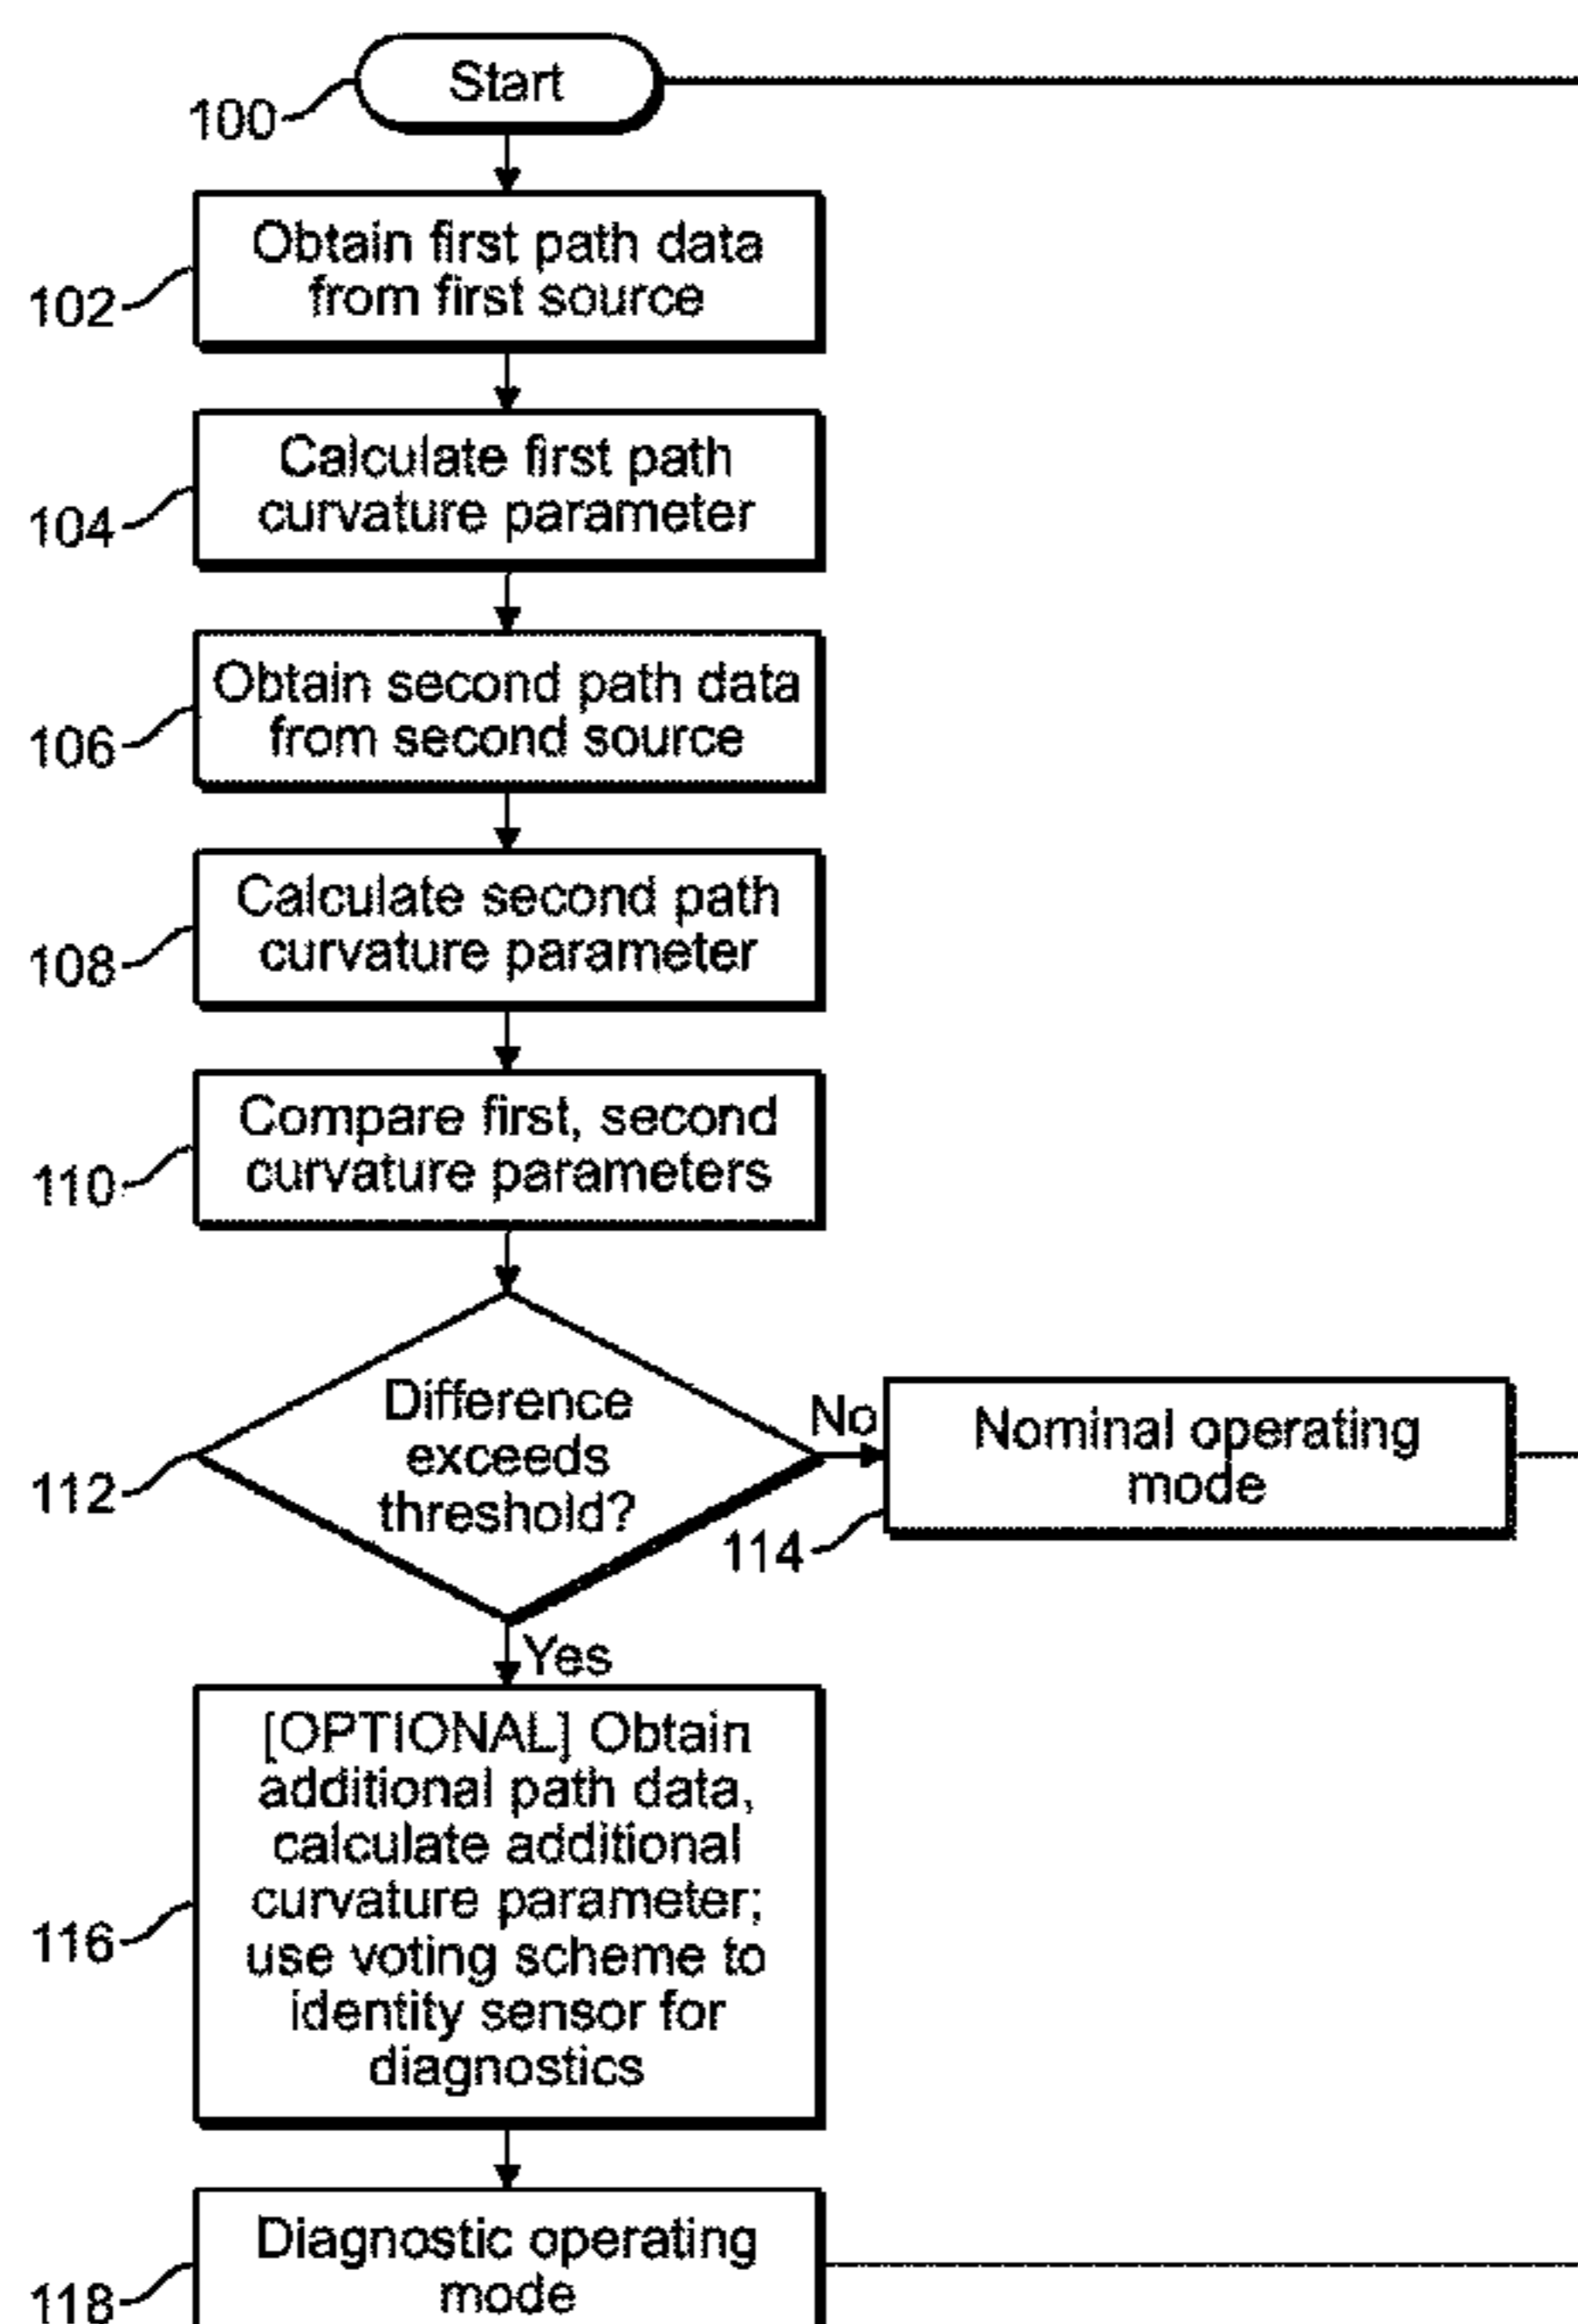 Start
100
Obtain first path data
from first source
102
Calculate first path
curvature parameter
104
Obtain second path data
from second source
106
Calculate second path
curvature parameter
108
Compare first, second
curvature parameters
110
Difference
exceeds
threshold?
112
No
Nominal operating
mode
114
Yes
[OPTIONAL] Obtain
additional path data,
calculate additional
curvature parameter;
use voting scheme to
identity sensor for
diagnostics
116
Diagnostic operating
mode
118